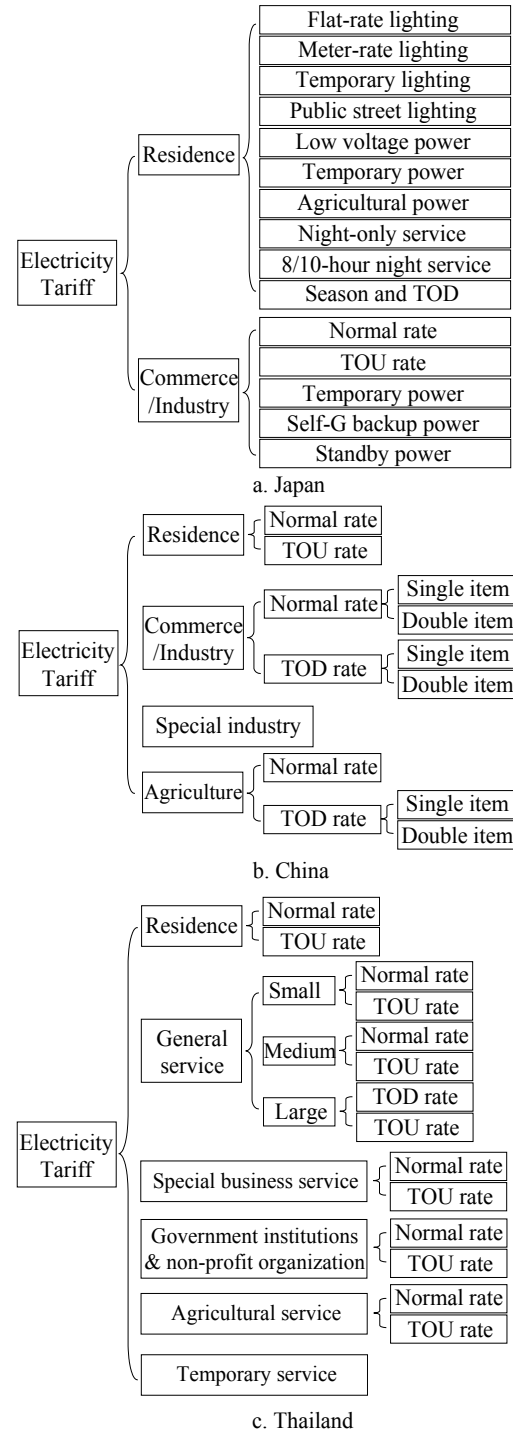 Flat-rate lighting
Meter-rate lighting
Temporary lighting
Public street lighting
Residence
Low voltage power
Temporary power
Agricultural power
Night-only service
Electricity
Tariff
8/10-hour night service
Season and TOD
Commerce
/Industry
Normal rate
TOU rate
Temporary power
Self-G backup power
Standby power
a. Japan
Residence
Normal rate
TOU rate
Electricity
Tariff
Commerce
/Industry
Normal rate
Single item
Double item
TOD rate
Single item
Double item
Special industry
Agriculture
Normal rate
TOD rate
Single item
Double item
b. China
Residence
Normal rate
TOU rate
Electricity
Tariff
General
service
Small
Normal rate
TOU rate
Medium
Normal rate
TOU rate
Large
TOD rate
TOU rate
Special business service
Normal rate
TOU rate
Government institutions
& non-profit organization
Normal rate
TOU rate
Agricultural service
Normal rate
TOU rate
Temporary service
c. Thailand